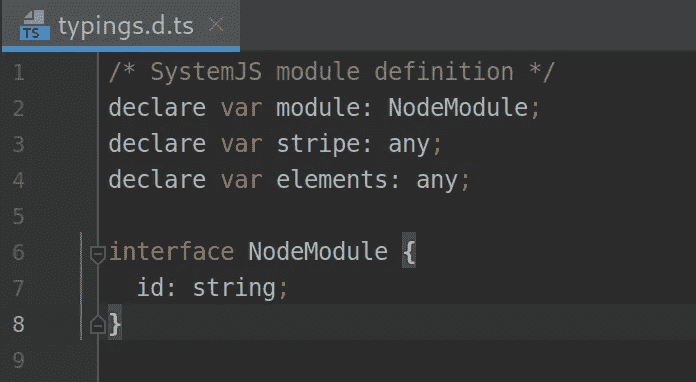 TS typings.d.ts ×
1 /* SystemJS module definition */
2 declare var module: NodeModule;
3 declare var stripe: any;
4 declare var elements: any;
5
6 interface NodeModule {
7   id: string;
8 }
9